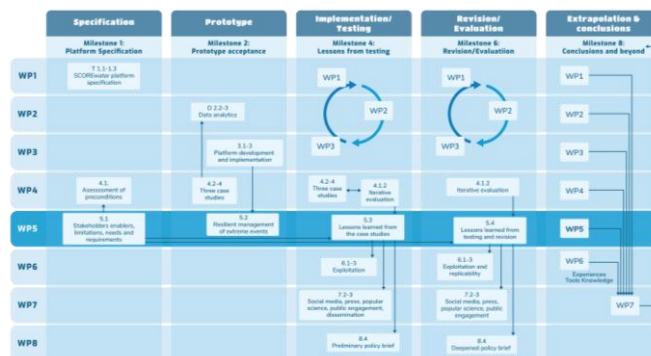 Specification
Prototype
Implementation/
Testing
Revision/
Evaluation
Extrapolation &
conclusions
Milestone 1:
Platform Specification
Milestone 2:
Prototype acceptance
Milestone 4:
Lessons from testing
Milestone 6:
Revision/Evaluation
Milestone 8:
Conclusions and beyond
WP1
T 1.1-1.3
SCOREwater platform
specification
WP1
WP2
WP3
WP1
WP2
WP3
WP1
WP2
D 2.2-3
Data analytics
WP2
WP3
3.1-3
Platform development
and implementation
WP3
WP4
4.1.
Assessment of
preconditions
4.2-4
Three case
studies
4.2-4
Three case
studies
4.1.2
Iterative
evaluation
4.1.2
Iterative evaluation
WP4
WP5
5.1
Stakeholders enablers,
limitations, needs and
requirements
5.2
Resilient management
of extreme events
5.3
Lessons learned from
the case studies
5.4
Lessons learned from
testing and revision
WP5
WP6
6.1-3
Exploitation
6.1-3
Exploitation and
replicability
WP6
Experiences
Tools Knowledge
WP7
7.2-3
Social media, press, popular
science, public engagement,
dissemination
7.2-3
Social media, press,
popular science, public
engagement
WP7
WP8
8.4
Preliminary policy brief
8.4
Deepened policy brief